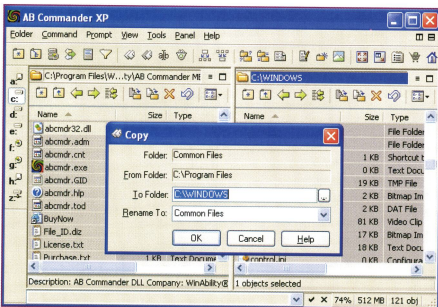 AB Commander XP
Folder Command Prompt View Tools Panel Help
C:\Program Files\W...ty\AB Commander ME
C:\WINDOWS
a:
c:
d:
e:
f:
g:
h:
z:
Name Size Type
Name Size Type
abcmdr32.dll
abcmdr.adm
abcmdr.cnt
abcmdr.exe
abcmdr.GID
abcmdr.hlp
abcmdr.tod
BuyNow
File_ID.diz
License.txt
Purchase.txt 1 KB Text Docume
File Folder
File Folder
1 KB Shortcut t
0 KB Text Docu
19 KB TMP File
2 KB Bitmap Im
2 KB DAT File
81 KB Video Clip
17 KB Bitmap Im
18 KB Text Docu
control.ini 0 KB Configura
Copy
Folder: Common Files
From Folder: C:\Program Files
To Folder: C:\WINDOWS ...
Rename To: Common Files
OK Cancel Help
Description: AB Commander DLL Company: WinAbility®
1 objects selected
74% 512 MB 121 obj